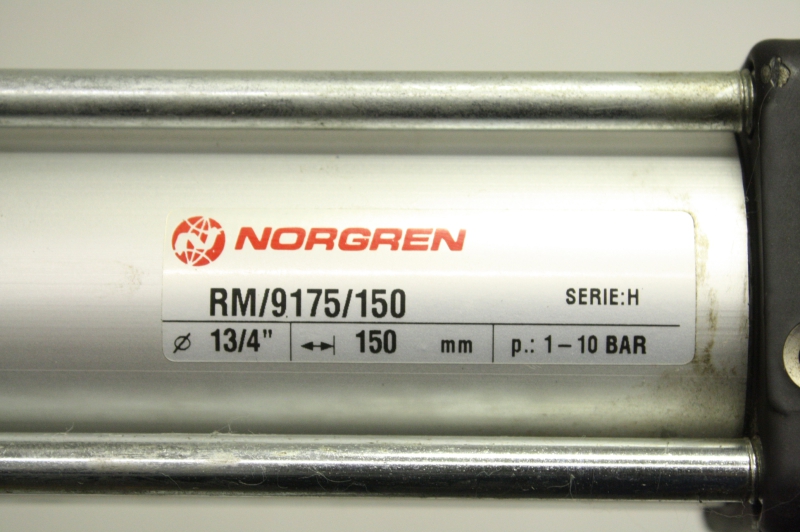 NORGREN
RM/9175/150 SERIE:H
⌀ 13/4" 150 mm p.: 1–10 BAR